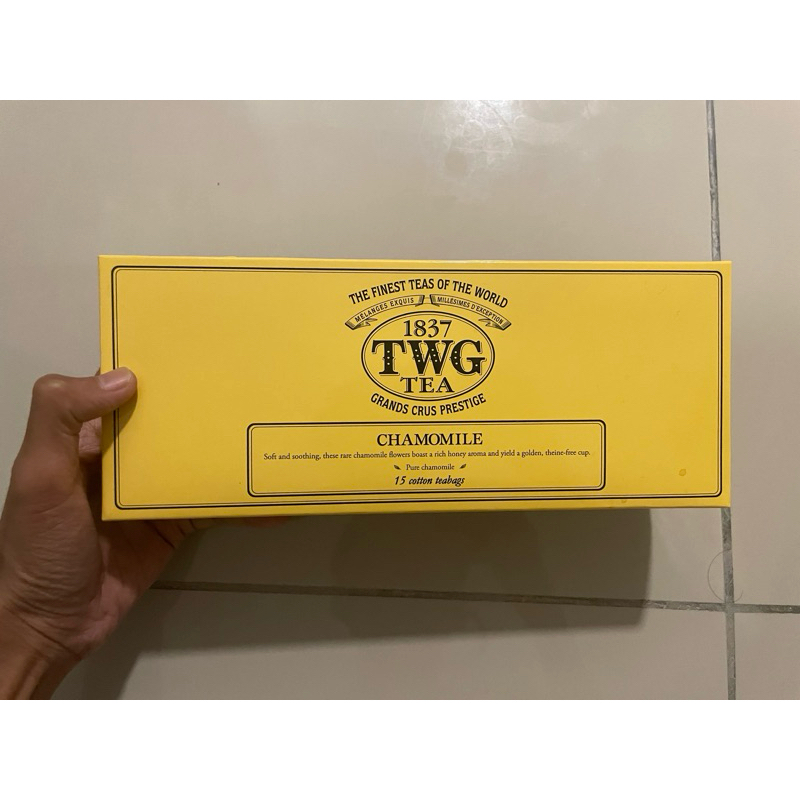 THE FINEST TEAS OF THE WORLD
MÉLANGES EXQUIS MILLÉSIMES D'EXCEPTION
1837
TWG
TEA
GRANDS CRUS PRESTIGE
CHAMOMILE
Soft and soothing, these rare chamomile flowers boast a rich honey aroma and yield a golden, theine-free cup.
Pure chamomile
15 cotton teabags